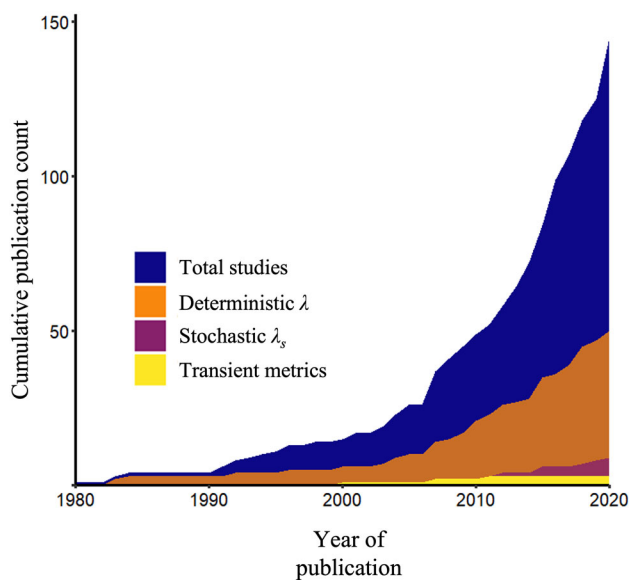 150
100
50
Cumulative publication count
Total studies
Deterministic λ
Stochastic λs
Transient metrics
1980 1990 2000 2010 2020
Year of
publication